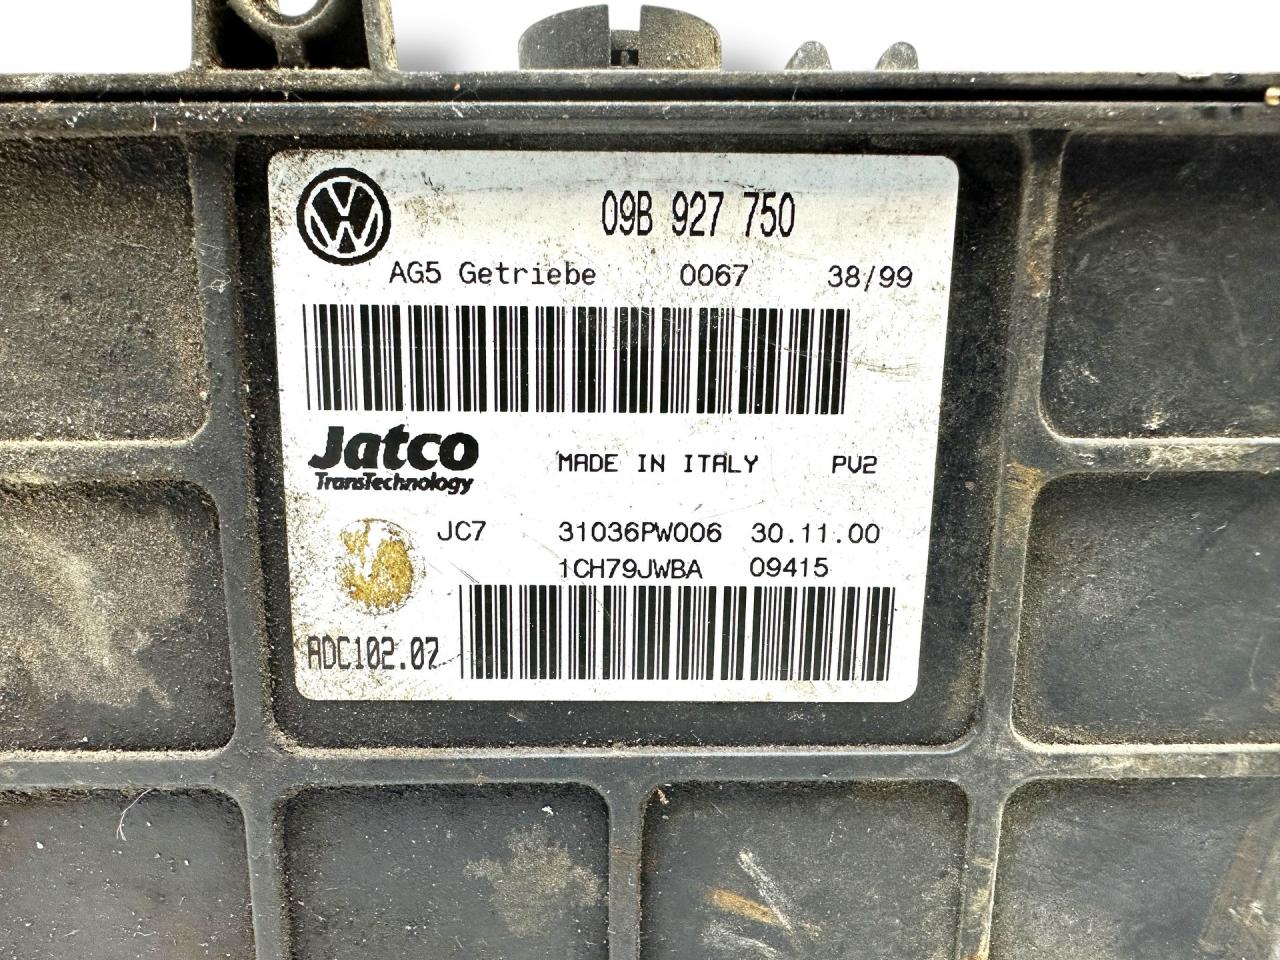 09B 927 750
AG5 Getriebe 0067 38/99
Jatco MADE IN ITALY PV2
TransTechnology
JC7 31036PW006 30.11.00
1CH79JWBA 09415
ADC102.07